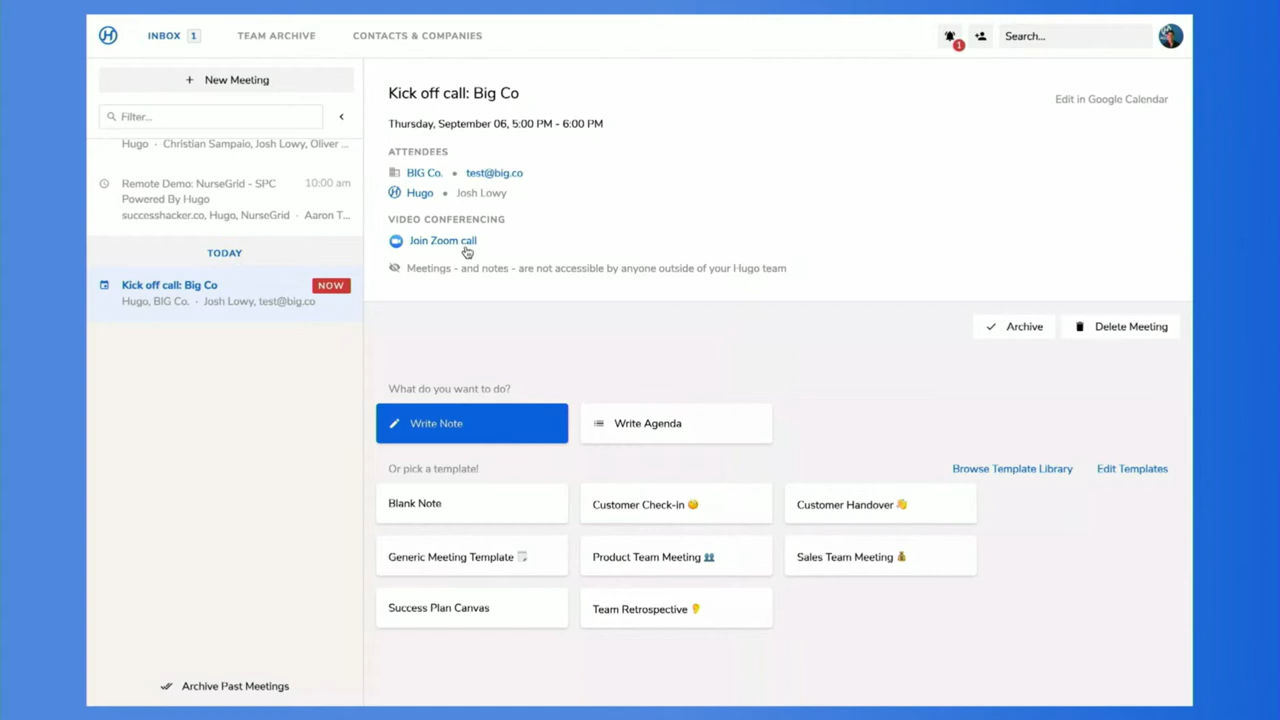 INBOX 1 TEAM ARCHIVE CONTACTS & COMPANIES
1
Search...
+ New Meeting
Filter...
Hugo · Christian Sampaio, Josh Lowy, Oliver ...
Remote Demo: NurseGrid - SPC 10:00 am
Powered By Hugo
successhacker.co, Hugo, NurseGrid · Aaron T...
TODAY
Kick off call: Big Co NOW
Hugo, BIG Co. · Josh Lowy, test@big.co
Archive Past Meetings
Kick off call: Big Co
Edit in Google Calendar
Thursday, September 06, 5:00 PM - 6:00 PM
ATTENDEES
BIG Co. • test@big.co
Hugo • Josh Lowy
VIDEO CONFERENCING
Join Zoom call
Meetings - and notes - are not accessible by anyone outside of your Hugo team
Archive Delete Meeting
What do you want to do?
Write Note Write Agenda
Or pick a template!
Browse Template Library Edit Templates
Blank Note Customer Check-in 😊 Customer Handover 👋
Generic Meeting Template 🗒 Product Team Meeting 👥 Sales Team Meeting 💰
Success Plan Canvas Team Retrospective 💡